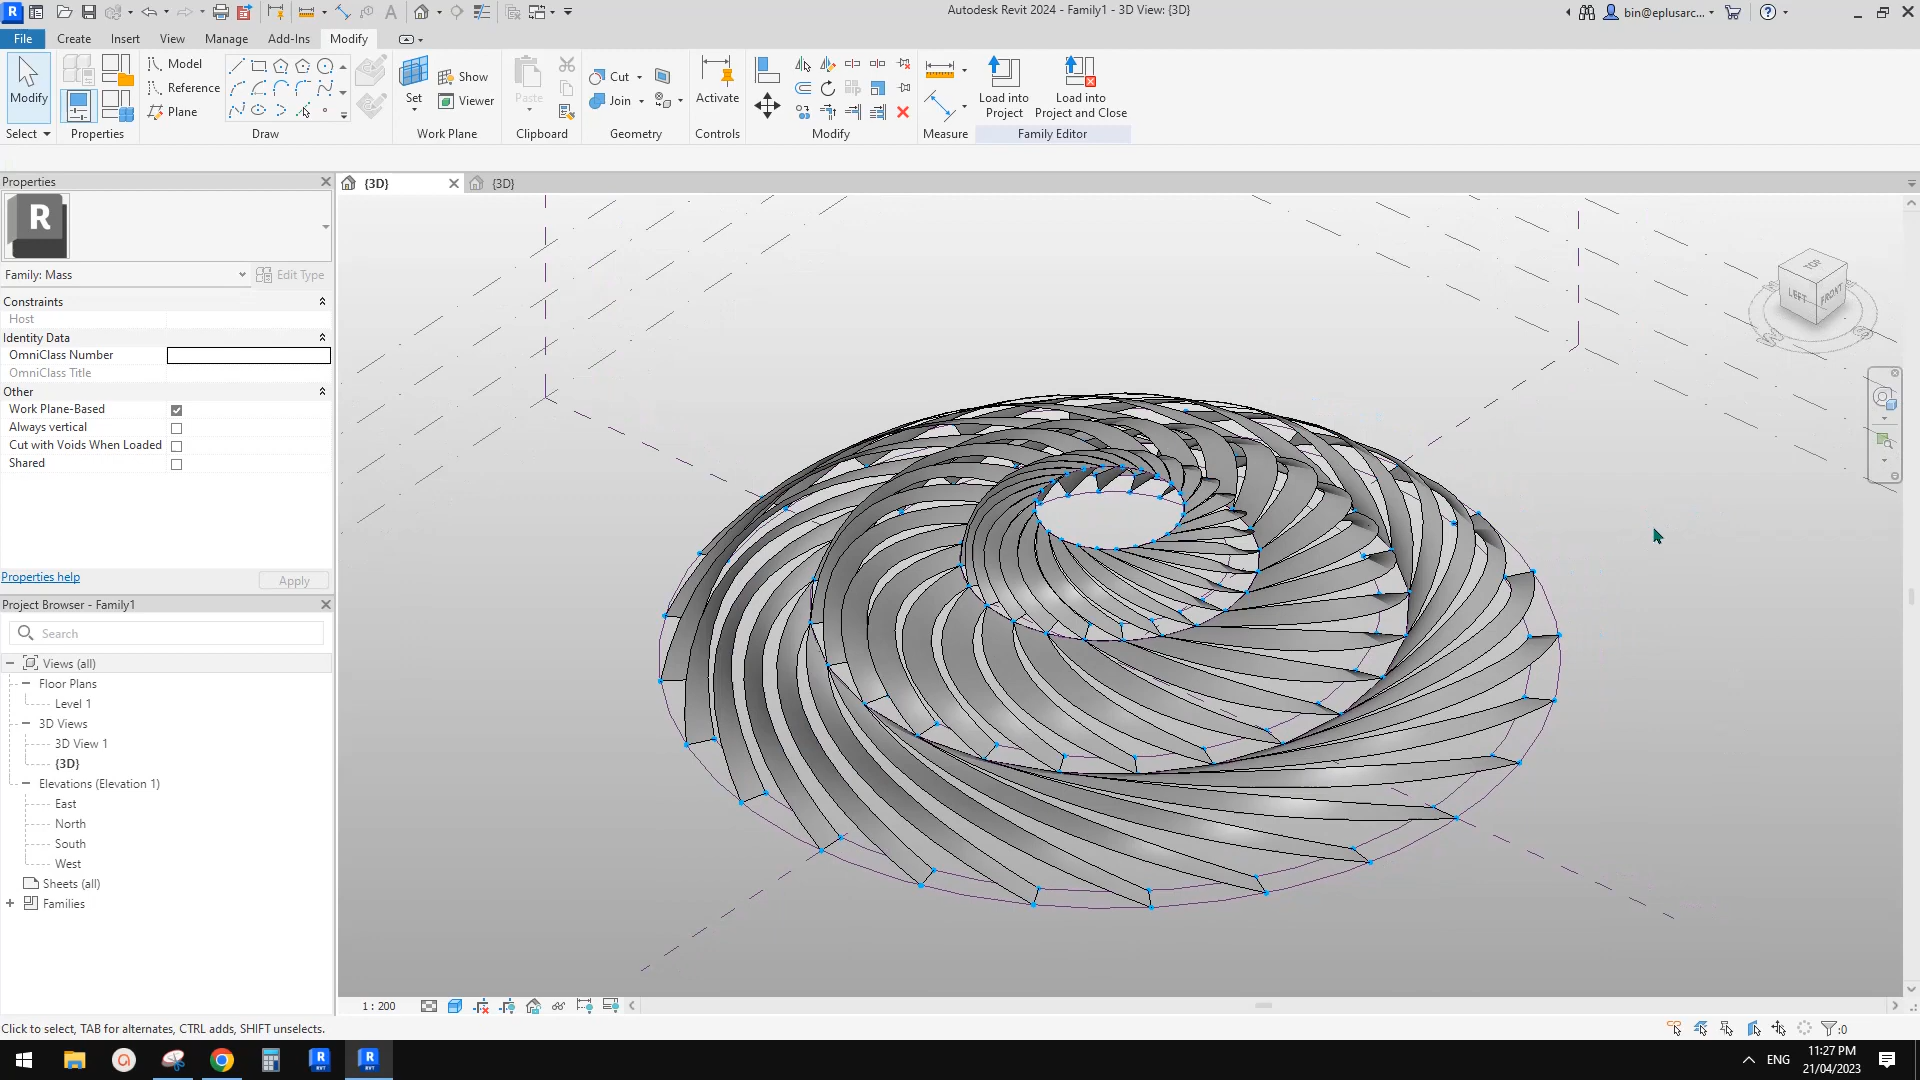 Autodesk Revit 2024 - Family1 - 3D View: {3D}
bin@eplusarc...
File Create Insert View Manage Add-Ins Modify
Modify
Select
Properties
Model
Reference
Plane
Draw
Set
Show
Viewer
Work Plane
Paste
Clipboard
Cut
Join
Geometry
Activate
Controls
Modify
Measure
Load into
Project
Load into
Project and Close
Family Editor
Properties
{3D}
{3D}
R
Family: Mass
Edit Type
Constraints
Host
Identity Data
OmniClass Number
OmniClass Title
Other
Work Plane-Based
Always vertical
Cut with Voids When Loaded
Shared
Properties help
Apply
Project Browser - Family1
Search
Views (all)
Floor Plans
Level 1
3D Views
3D View 1
{3D}
Elevations (Elevation 1)
East
North
South
West
Sheets (all)
Families
TOP
LEFT
FRONT
W
S
1 : 200
Click to select, TAB for alternates, CTRL adds, SHIFT unselects.
:0
ENG
11:27 PM
21/04/2023